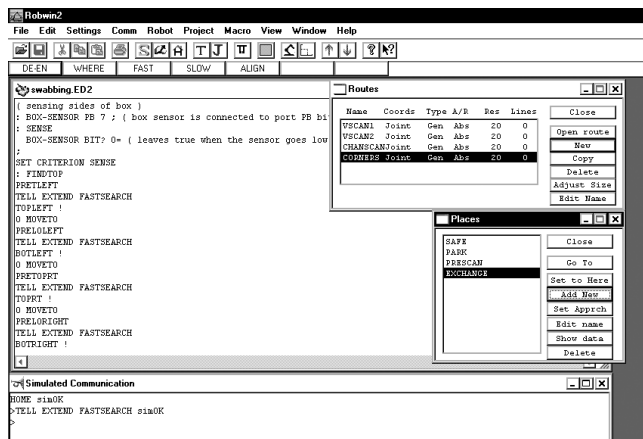 Robwin2
File Edit Settings Comm Robot Project Macro View Window Help
DE-EN WHERE FAST SLOW ALIGN
swabbing.ED2
( sensing sides of box )
: BOX-SENSOR PB 7 ; ( box sensor is connected to port PB bi
: SENSE
BOX-SENSOR BIT? 0= ( leaves true when the sensor goes low
;
SET CRITERION SENSE
: FINDTOP
PRETLEFT
TELL EXTEND FASTSEARCH
TOPLEFT !
0 MOVETO
PRELOLEFT
TELL EXTEND FASTSEARCH
BOTLEFT !
0 MOVETO
PRETOPRT
TELL EXTEND FASTSEARCH
TOPRT !
0 MOVETO
PRELORIGHT
TELL EXTEND FASTSEARCH
BOTRIGHT !
Routes
Name Coords Type A/R Res Lines
VSCAN1 Joint Gen Abs 20 0
VSCAN2 Joint Gen Abs 20 0
CHANSCANJoint Gen Abs 20 0
CORNERS Joint Gen Abs 20 0
Close
Open route
New
Copy
Delete
Adjust Size
Edit Name
Places
SAFE
PARK
PRESCAN
EXCHANGE
Close
Go To
Set to Here
Add New
Set Apprch
Edit name
Show data
Delete
Simulated Communication
HOME simOK
>TELL EXTEND FASTSEARCH simOK
>